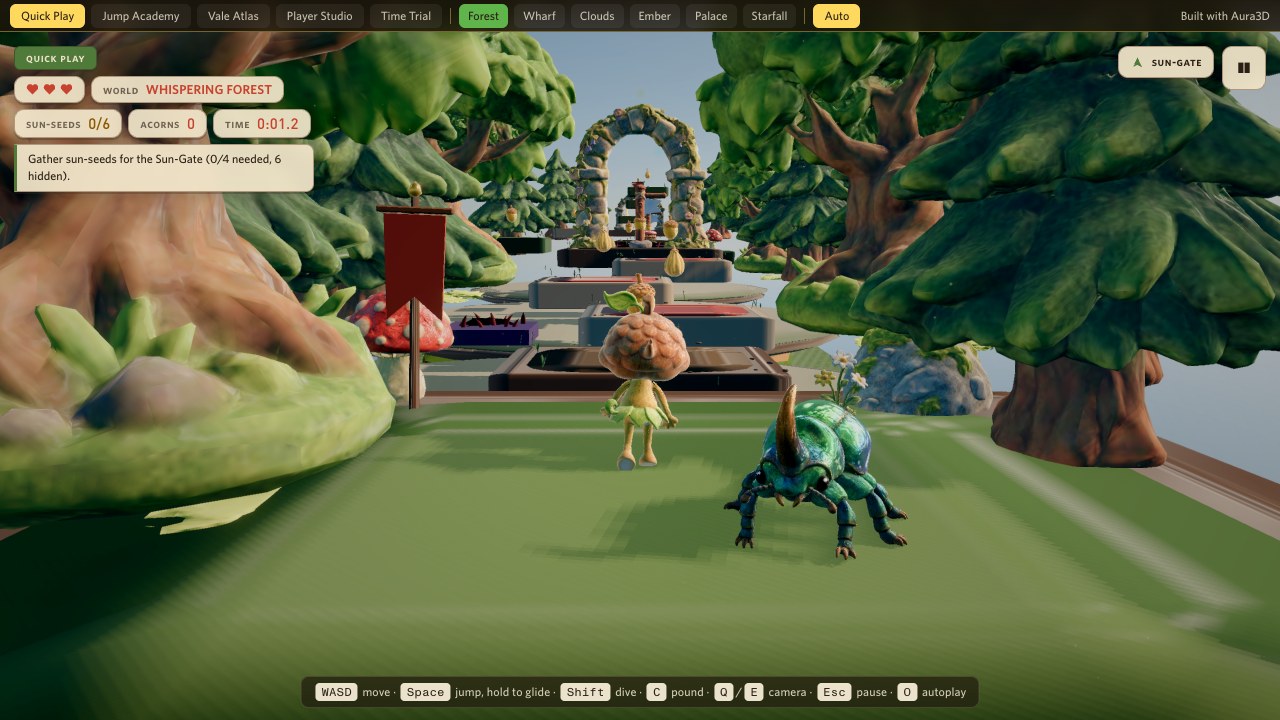 Quick Play Jump Academy Vale Atlas Player Studio Time Trial Forest Wharf Clouds Ember Palace Starfall Auto Built with Aura3D
QUICK PLAY
SUN-GATE
WORLD WHISPERING FOREST
SUN-SEEDS 0/6 ACORNS 0 TIME 0:01.2
Gather sun-seeds for the Sun-Gate (0/4 needed, 6
hidden).
WASD move · Space jump, hold to glide · Shift dive · C pound · Q / E camera · Esc pause · O autoplay